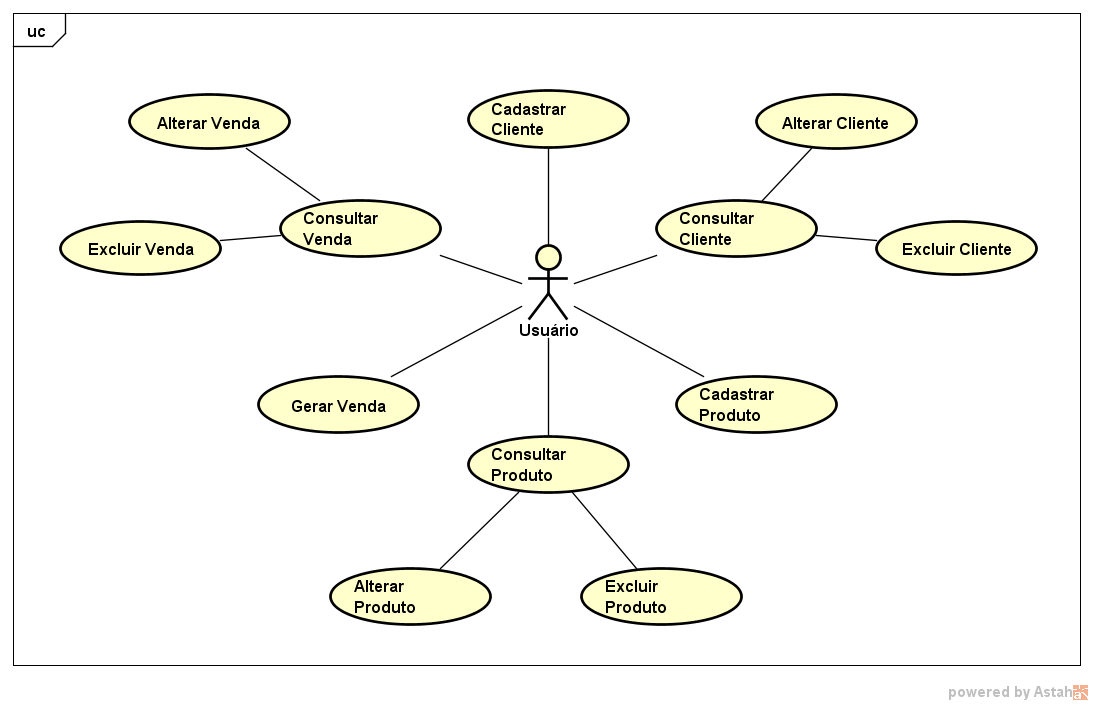 uc
Alterar Venda
Cadastrar
Cliente
Alterar Cliente
Consultar
Venda
Consultar
Cliente
Excluir Venda
Excluir Cliente
Usuário
Gerar Venda
Cadastrar
Produto
Consultar
Produto
Alterar
Produto
Excluir
Produto
powered by Astah